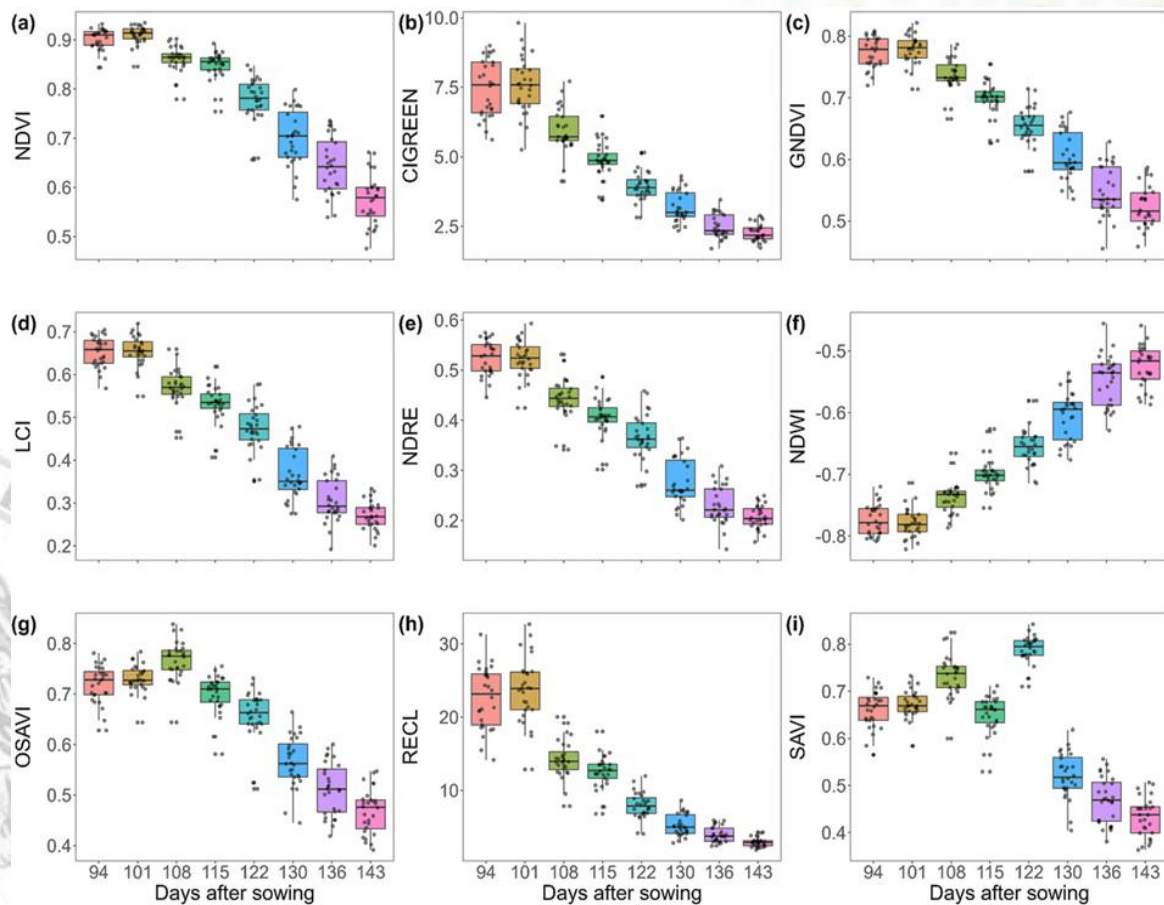 (a)
NDVI
0.9
0.8
0.7
0.6
0.5
(b)
CIGREEN
10.0
7.5
5.0
2.5
(c)
GNDVI
0.8
0.7
0.6
0.5
(d)
LCI
0.7
0.6
0.5
0.4
0.3
0.2
(e)
NDRE
0.6
0.5
0.4
0.3
0.2
(f)
NDWI
-0.5
-0.6
-0.7
-0.8
(g)
OSAVI
0.8
0.7
0.6
0.5
0.4
94 101 108 115 122 130 136 143
Days after sowing
(h)
RECL
30
20
10
94 101 108 115 122 130 136 143
Days after sowing
(i)
SAVI
0.8
0.7
0.6
0.5
0.4
94 101 108 115 122 130 136 143
Days after sowing